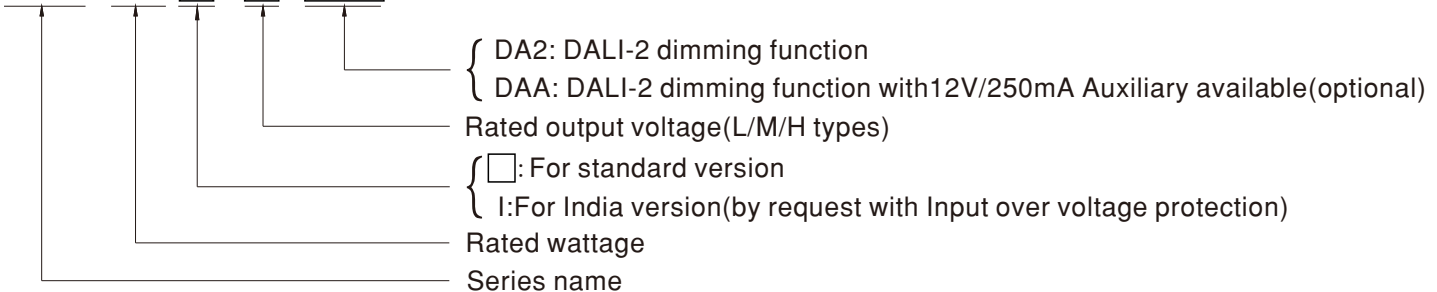 DA2: DALI-2 dimming function
DAA: DALI-2 dimming function with12V/250mA Auxiliary available(optional)
Rated output voltage(L/M/H types)
: For standard version
I:For India version(by request with Input over voltage protection)
Rated wattage
Series name